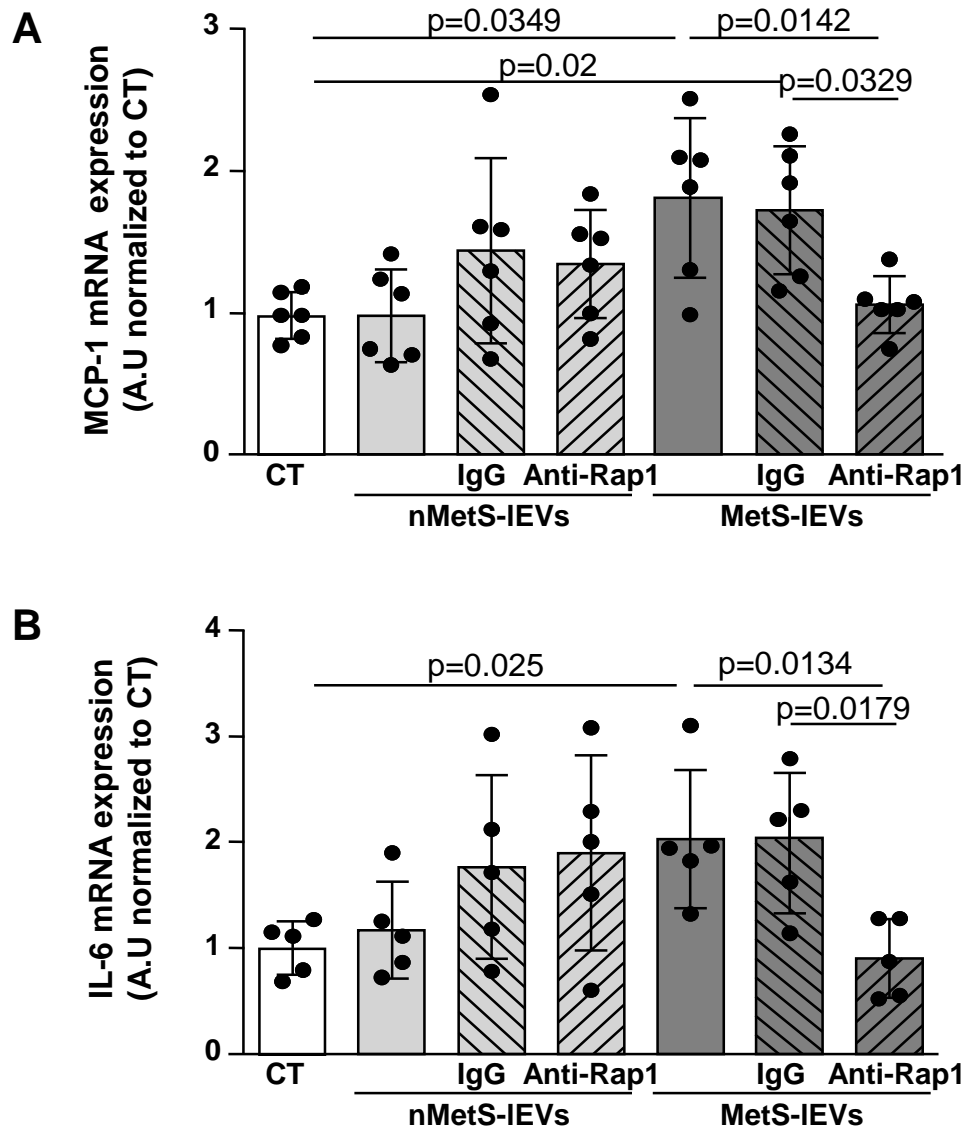 A
MCP-1 mRNA expression
(A.U normalized to CT)
3
2
1
0
p=0.0349
p=0.0142
p=0.02
p=0.0329
CT
IgG
Anti-Rap1
IgG
Anti-Rap1
nMetS-lEVs
MetS-lEVs
B
IL-6 mRNA expression
(A.U normalized to CT)
4
3
2
1
0
p=0.025
p=0.0134
p=0.0179
CT
IgG
Anti-Rap1
IgG
Anti-Rap1
nMetS-lEVs
MetS-lEVs